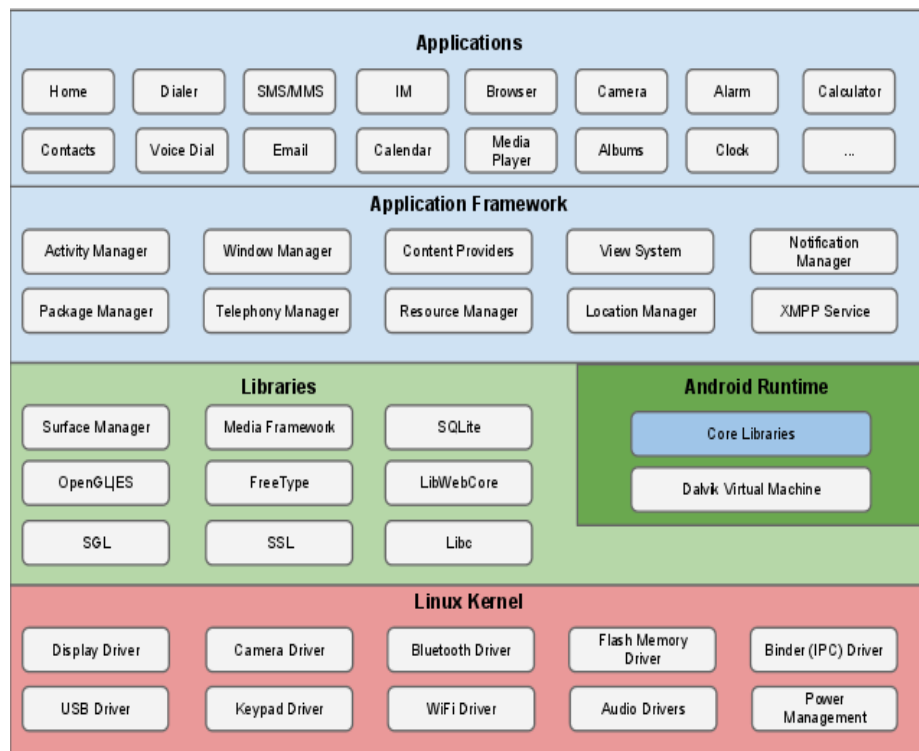 Applications
Home
Dialer
SMS/MMS
IM
Browser
Camera
Alarm
Calculator
Contacts
Voice Dial
Email
Calendar
Media
Player
Albums
Clock
...
Application Framework
Activity Manager
Window Manager
Content Providers
View System
Notification
Manager
Package Manager
Telephony Manager
Resource Manager
Location Manager
XMPP Service
Libraries
Surface Manager
Media Framework
SQLite
OpenGL|ES
FreeType
LibWebCore
SGL
SSL
Libc
Android Runtime
Core Libraries
Dalvik Virtual Machine
Linux Kernel
Display Driver
Camera Driver
Bluetooth Driver
Flash Memory
Driver
Binder (IPC) Driver
USB Driver
Keypad Driver
WiFi Driver
Audio Drivers
Power
Management